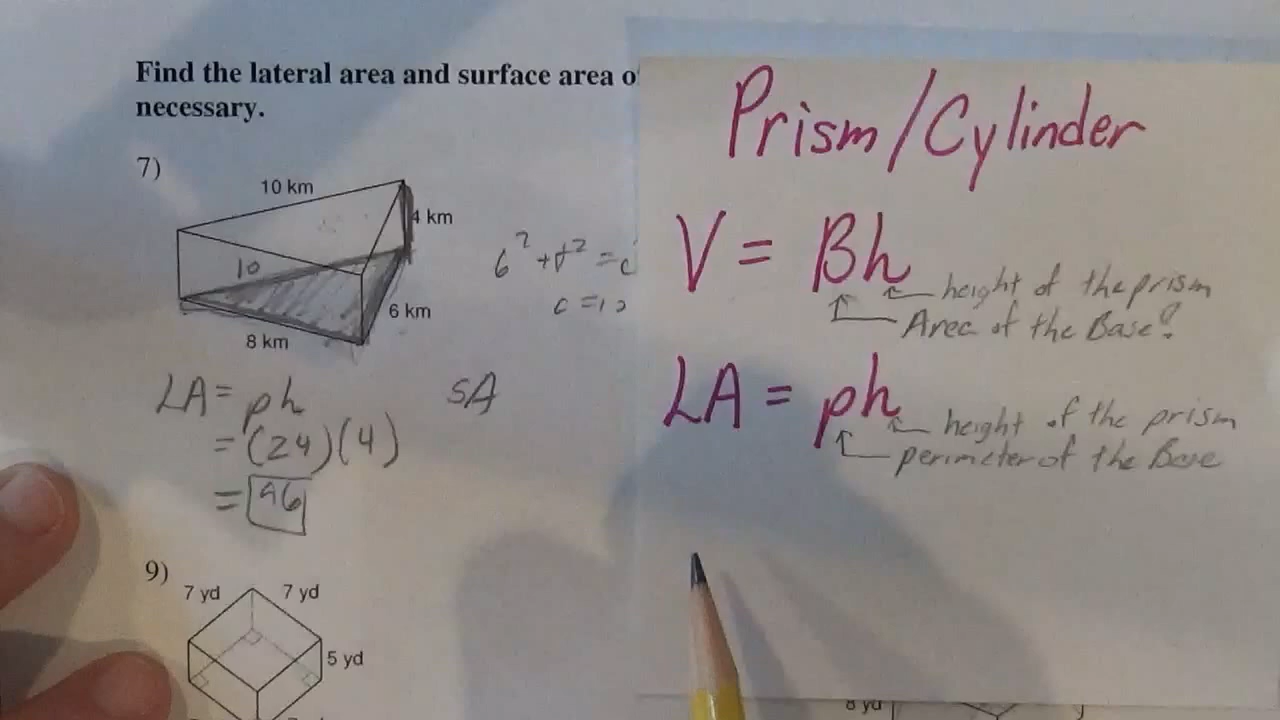 Find the lateral area and surface area o
necessary.
7)
10 km
4 km
10
6 km
8 km
6² + = c
c = 1
LA = ph
= (24)(4)
= 96
SA
9)
7 yd
7 yd
5 yd
Prism/Cylinder
V = Bh
height of the prism
Area of the Base!
LA = ph
height of the prism
perimeter of the Base
8 yd